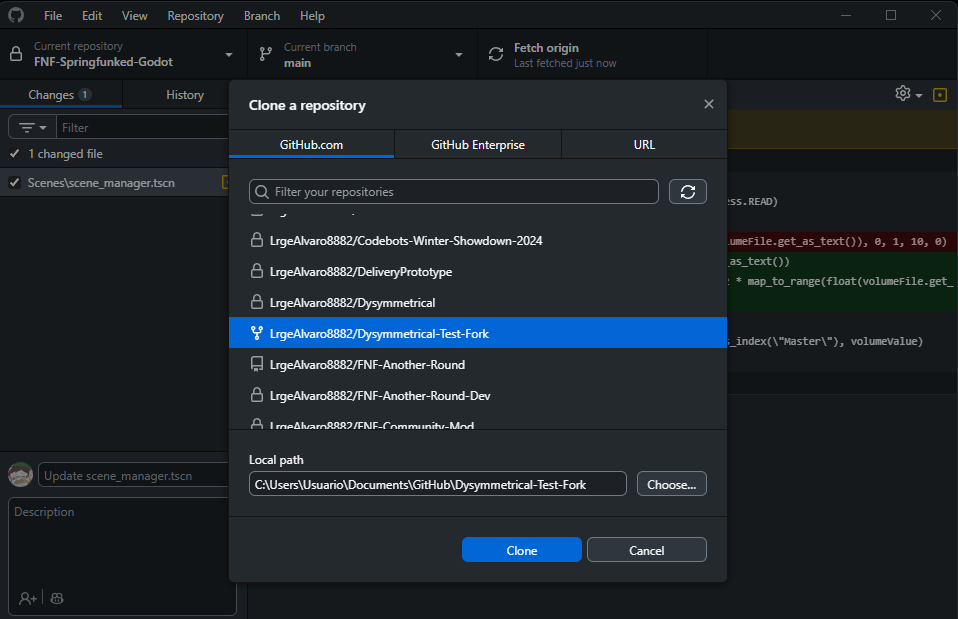 File Edit View Repository Branch Help
Current repository
FNF-Springfunked-Godot
Current branch
main
Fetch origin
Last fetched just now
Changes 1
History
Filter
1 changed file
Scenes\scene_manager.tscn
Clone a repository
GitHub.com
GitHub Enterprise
URL
Filter your repositories
LrgeAlvaro8882/Codebots-Winter-Showdown-2024
LrgeAlvaro8882/DeliveryPrototype
LrgeAlvaro8882/Dysymmetrical
LrgeAlvaro8882/Dysymmetrical-Test-Fork
LrgeAlvaro8882/FNF-Another-Round
LrgeAlvaro8882/FNF-Another-Round-Dev
LrgeAlvaro8882/FNF-Community-Mod
Local path
C:\Users\Usuario\Documents\GitHub\Dysymmetrical-Test-Fork
Choose...
Clone
Cancel
ess.READ)
umeFile.get_as_text()), 0, 1, 10, 0)
as_text())
* map_to_range(float(volumeFile.get_
s_index(\"Master\"), volumeValue)
Update scene_manager.tscn
Description